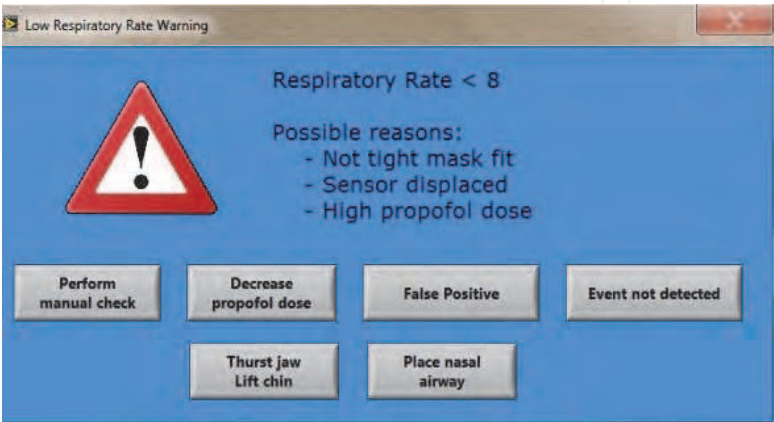 Low Respiratory Rate Warning
Respiratory Rate < 8
Possible reasons:
- Not tight mask fit
- Sensor displaced
- High propofol dose
Perform
manual check
Decrease
propofol dose
False Positive
Event not detected
Thurst jaw
Lift chin
Place nasal
airway